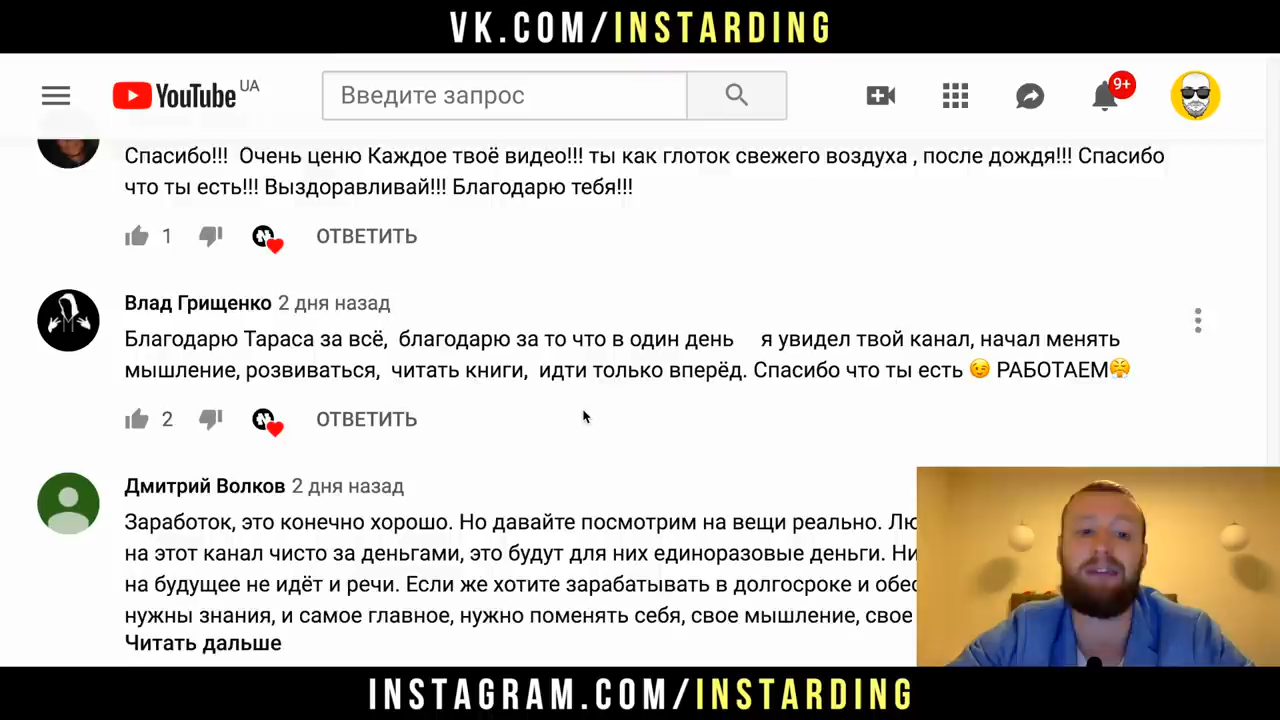 VK.COM/INSTARDING
YouTube UA
Введите запрос
9+
Спасибо!!! Очень ценю Каждое твоё видео!!! ты как глоток свежего воздуха , после дождя!!! Спасибо
что ты есть!!! Выздоравливай!!! Благодарю тебя!!!
1 ОТВЕТИТЬ
Влад Грищенко 2 дня назад
Благодарю Тараса за всё, благодарю за то что в один день я увидел твой канал, начал менять
мышление, розвиваться, читать книги, идти только вперёд. Спасибо что ты есть 😉 РАБОТАЕМ😤
2 ОТВЕТИТЬ
Дмитрий Волков 2 дня назад
Заработок, это конечно хорошо. Но давайте посмотрим на вещи реально. Лю
на этот канал чисто за деньгами, это будут для них единоразовые деньги. Ни
на будущее не идёт и речи. Если же хотите зарабатывать в долгосроке и обес
нужны знания, и самое главное, нужно поменять себя, свое мышление, свое
Читать дальше
INSTAGRAM.COM/INSTARDING